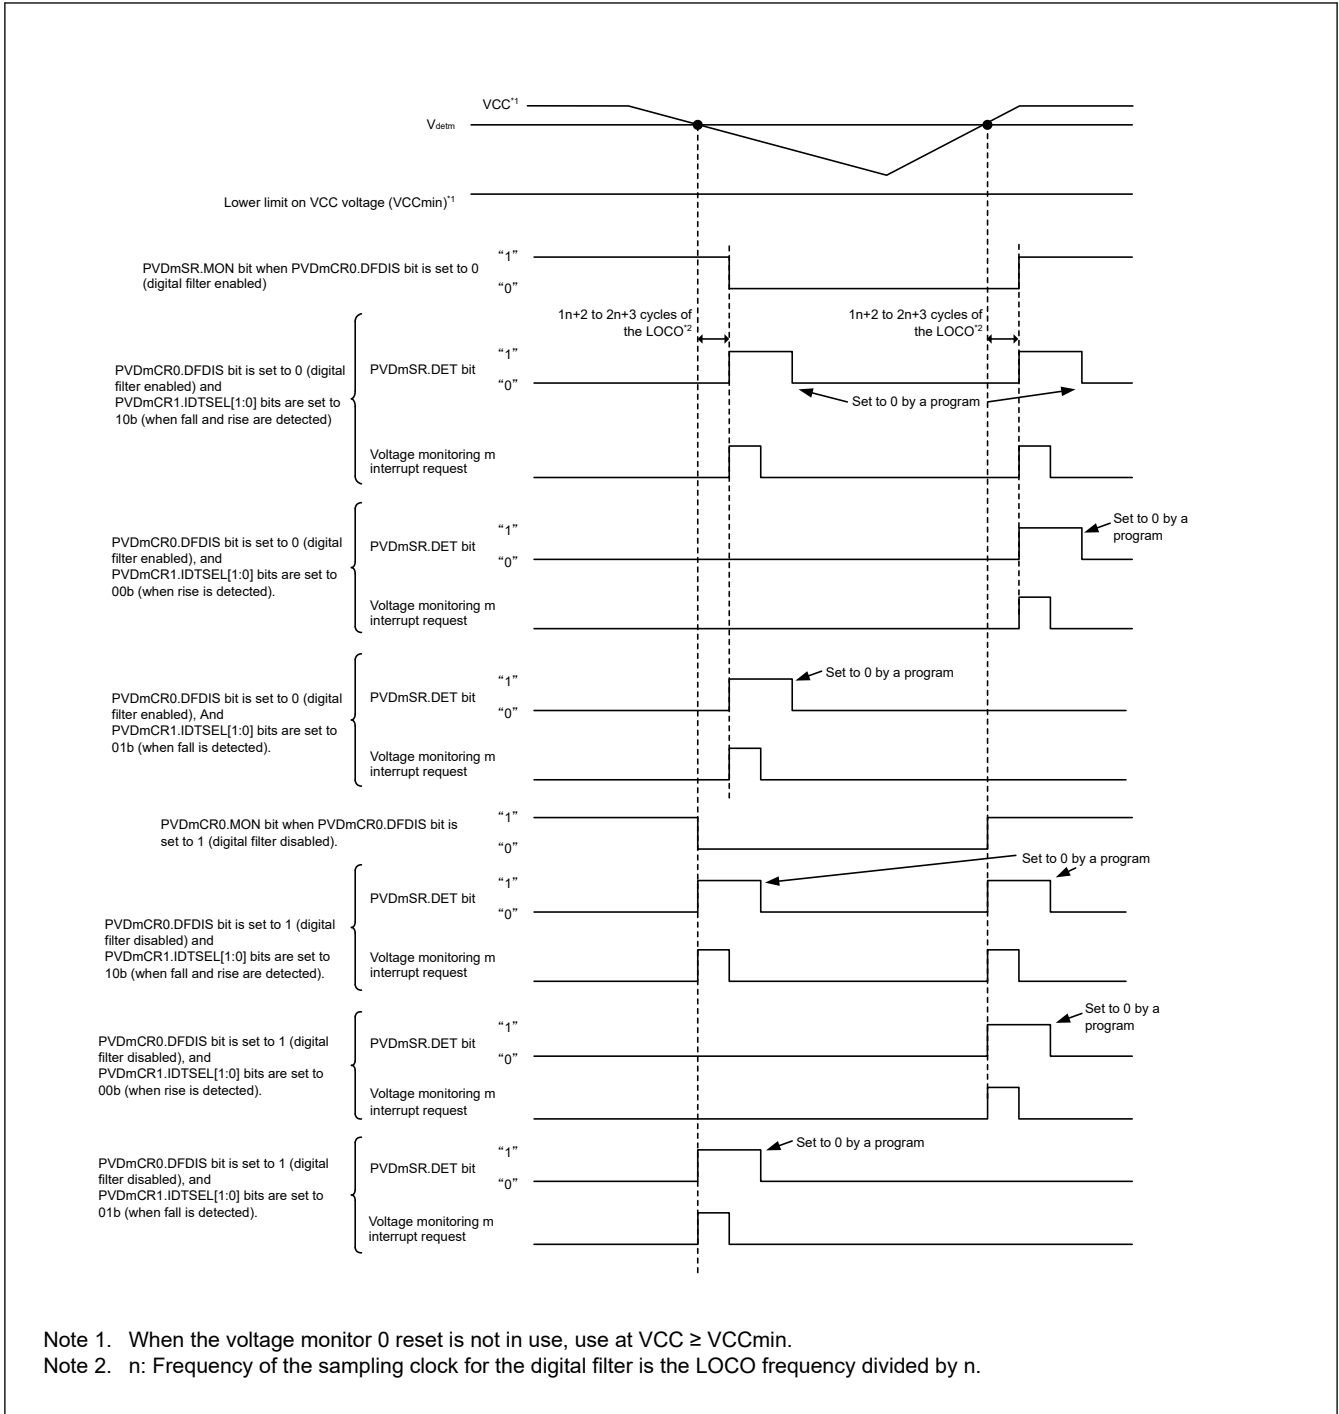 VCC*1
Vdetm
Lower limit on VCC voltage (VCCmin)*1
PVDmSR.MON bit when PVDmCR0.DFDIS bit is set to 0
(digital filter enabled)
“1”
“0”
1n+2 to 2n+3 cycles of
the LOCO*2
1n+2 to 2n+3 cycles of
the LOCO*2
PVDmCR0.DFDIS bit is set to 0 (digital
filter enabled) and
PVDmCR1.IDTSEL[1:0] bits are set to
10b (when fall and rise are detected)
PVDmSR.DET bit
“1”
“0”
Set to 0 by a program
Voltage monitoring m
interrupt request
PVDmCR0.DFDIS bit is set to 0 (digital
filter enabled), and
PVDmCR1.IDTSEL[1:0] bits are set to
00b (when rise is detected).
PVDmSR.DET bit
“1”
“0”
Set to 0 by a
program
Voltage monitoring m
interrupt request
PVDmCR0.DFDIS bit is set to 0 (digital
filter enabled), And
PVDmCR1.IDTSEL[1:0] bits are set to
01b (when fall is detected).
PVDmSR.DET bit
“1”
“0”
Set to 0 by a program
Voltage monitoring m
interrupt request
PVDmCR0.MON bit when PVDmCR0.DFDIS bit is
set to 1 (digital filter disabled).
“1”
“0”
PVDmCR0.DFDIS bit is set to 1 (digital
filter disabled) and
PVDmCR1.IDTSEL[1:0] bits are set to
10b (when fall and rise are detected).
PVDmSR.DET bit
“1”
“0”
Set to 0 by a program
Voltage monitoring m
interrupt request
PVDmCR0.DFDIS bit is set to 1 (digital
filter disabled), and
PVDmCR1.IDTSEL[1:0] bits are set to
00b (when rise is detected).
PVDmSR.DET bit
“1”
“0”
Set to 0 by a
program
Voltage monitoring m
interrupt request
PVDmCR0.DFDIS bit is set to 1 (digital
filter disabled), and
PVDmCR1.IDTSEL[1:0] bits are set to
01b (when fall is detected).
PVDmSR.DET bit
“1”
“0”
Set to 0 by a program
Voltage monitoring m
interrupt request
Note 1. When the voltage monitor 0 reset is not in use, use at VCC ≥ VCCmin.
Note 2. n: Frequency of the sampling clock for the digital filter is the LOCO frequency divided by n.